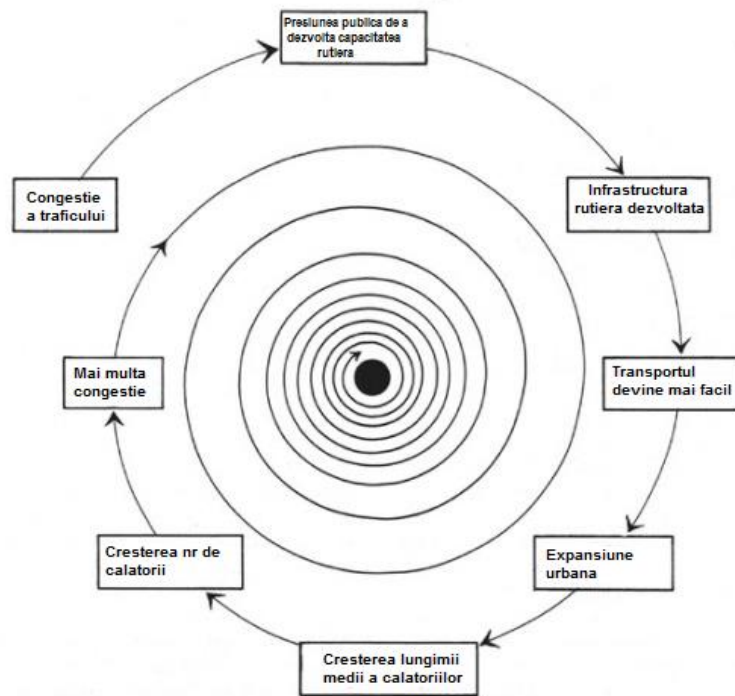 Presiunea publica de a
dezvolta capacitatea
rutiera
Congestie
a traficului
Infrastructura
rutiera dezvoltata
Mai multa
congestie
Transportul
devine mai facil
Cresterea nr de
calatorii
Expansiune
urbana
Cresterea lungimii
medii a calatoriilor